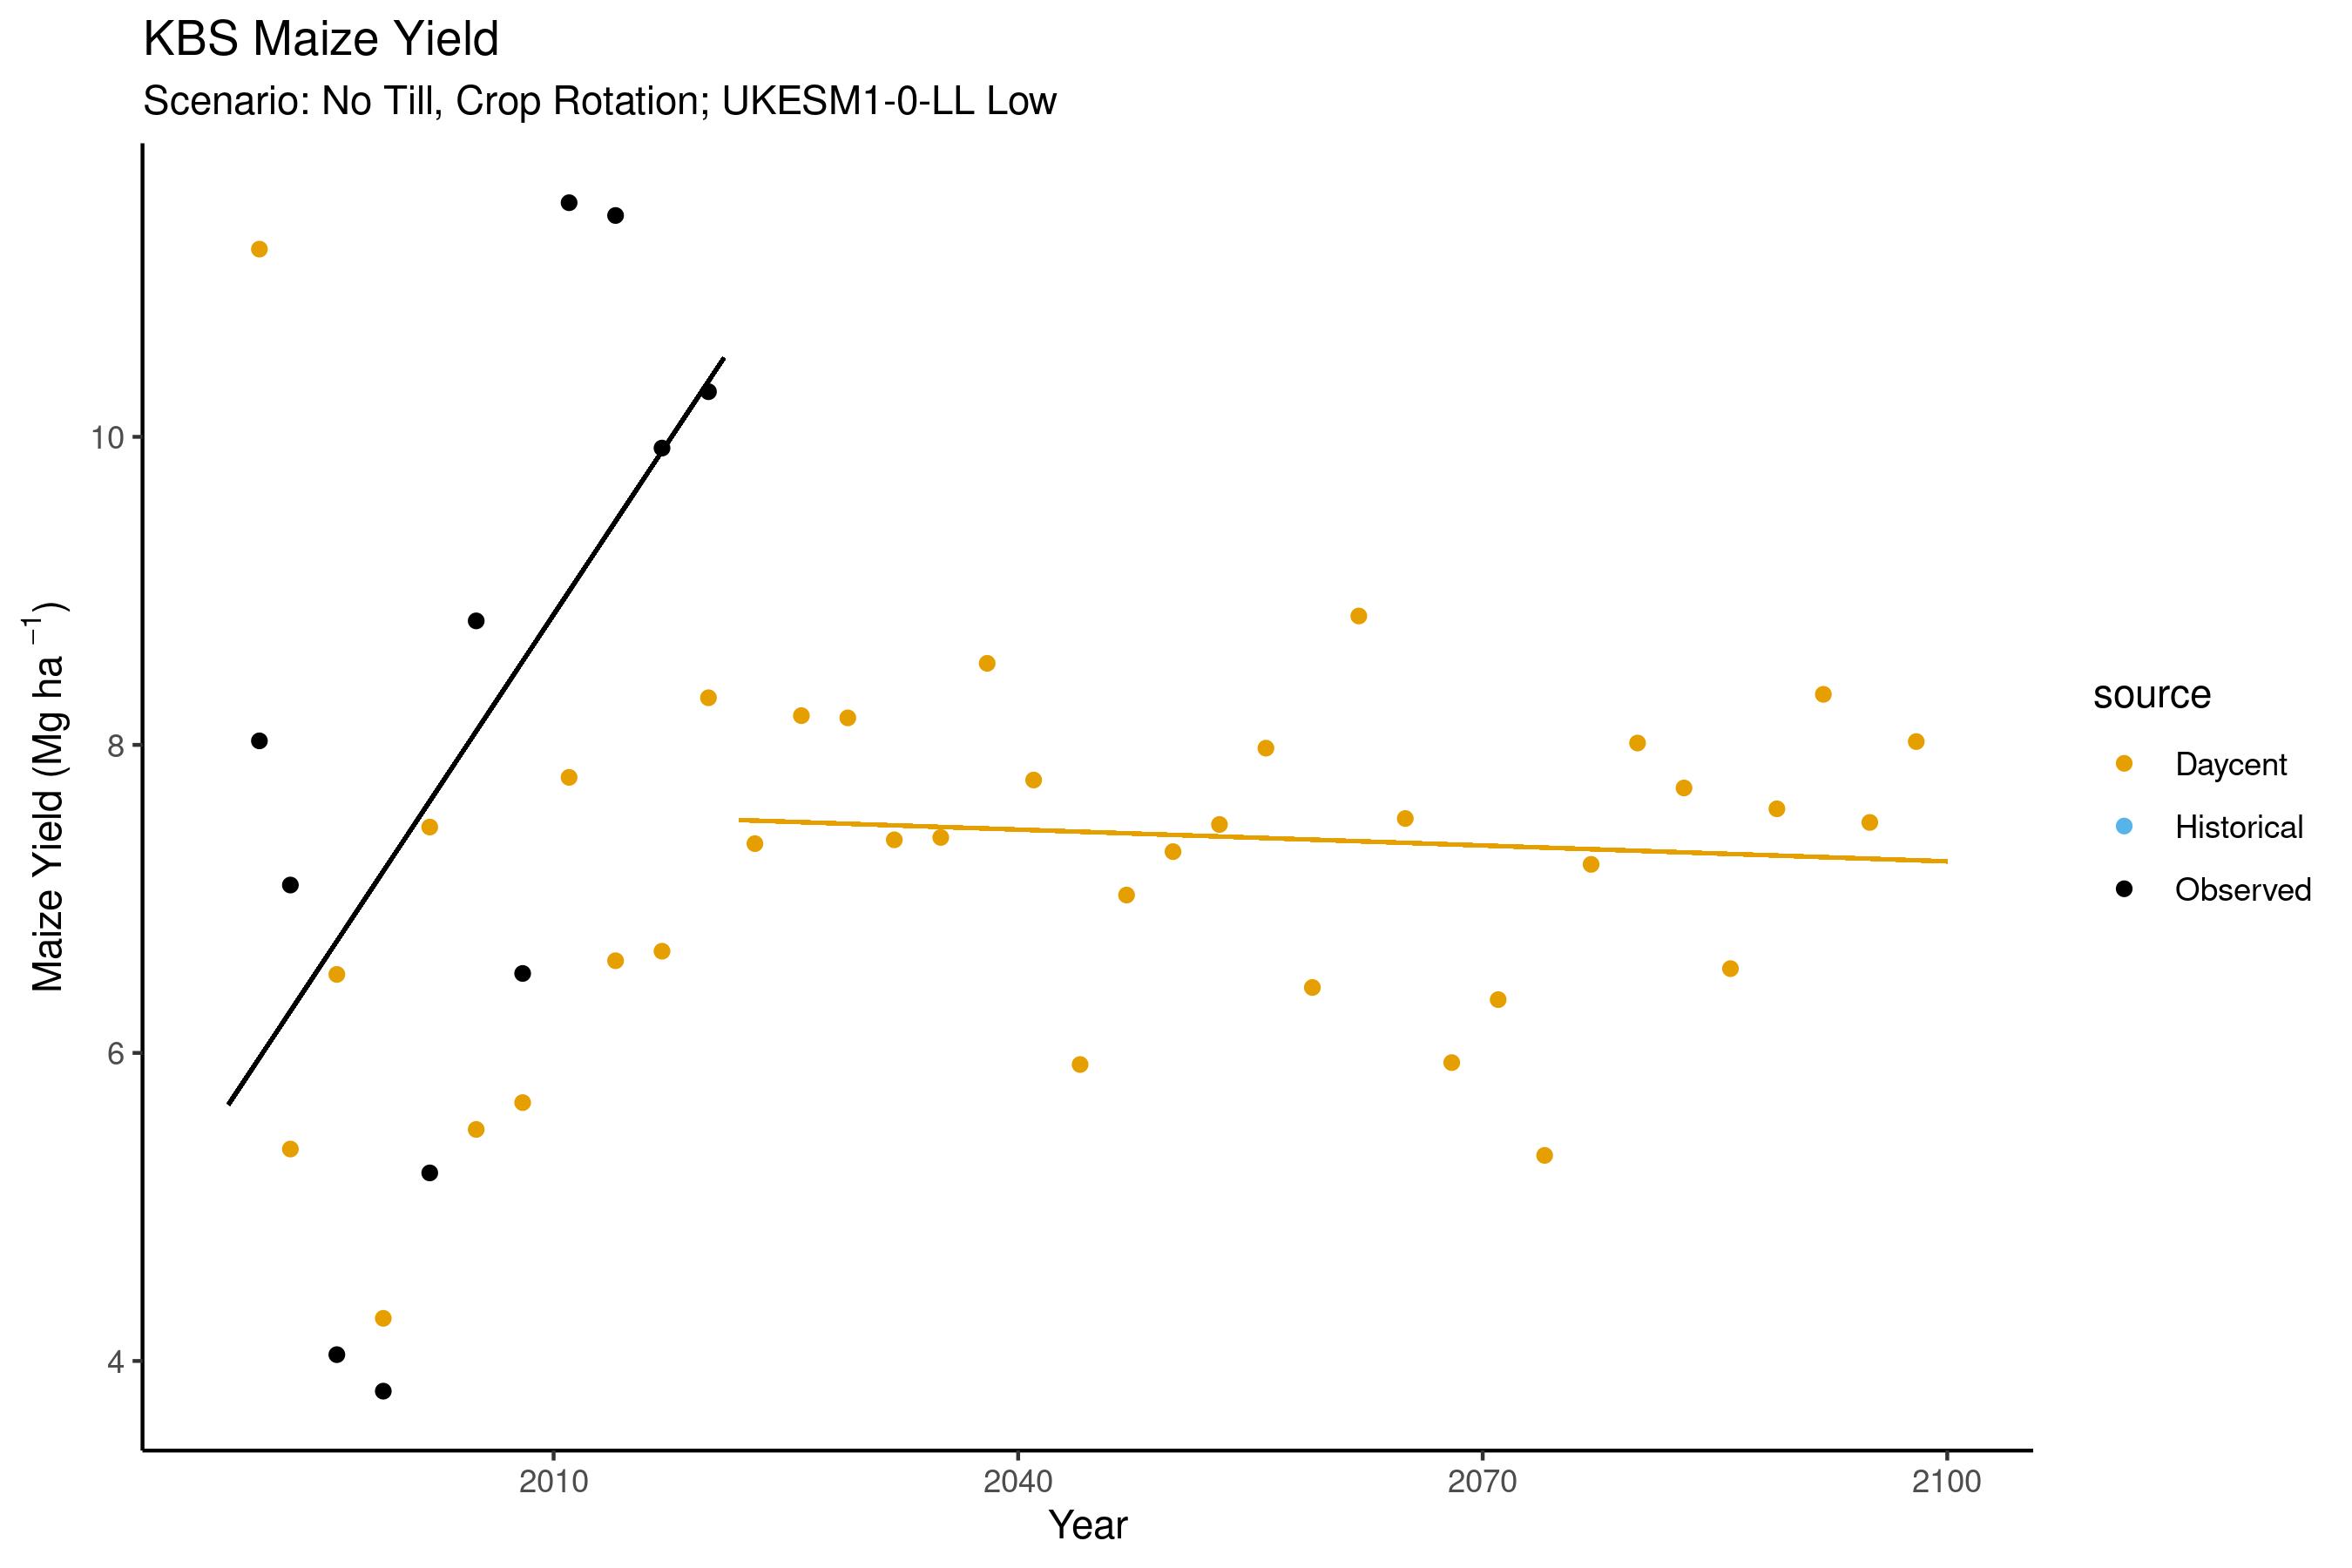 KBS Maize Yield
Scenario: No Till, Crop Rotation; UKESM1-0-LL Low
Maize Yield (Mg ha⁻¹)
10
8
6
4
2010
2040
2070
2100
Year
source
Daycent
Historical
Observed